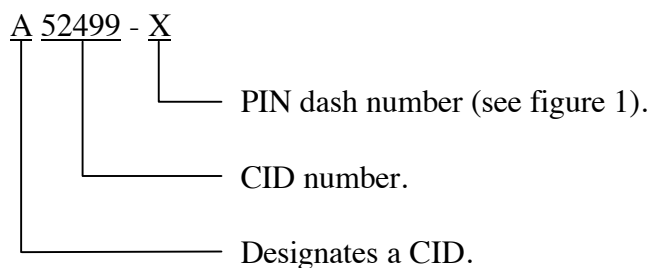 A 52499 - X
PIN dash number (see figure 1).
CID number.
Designates a CID.